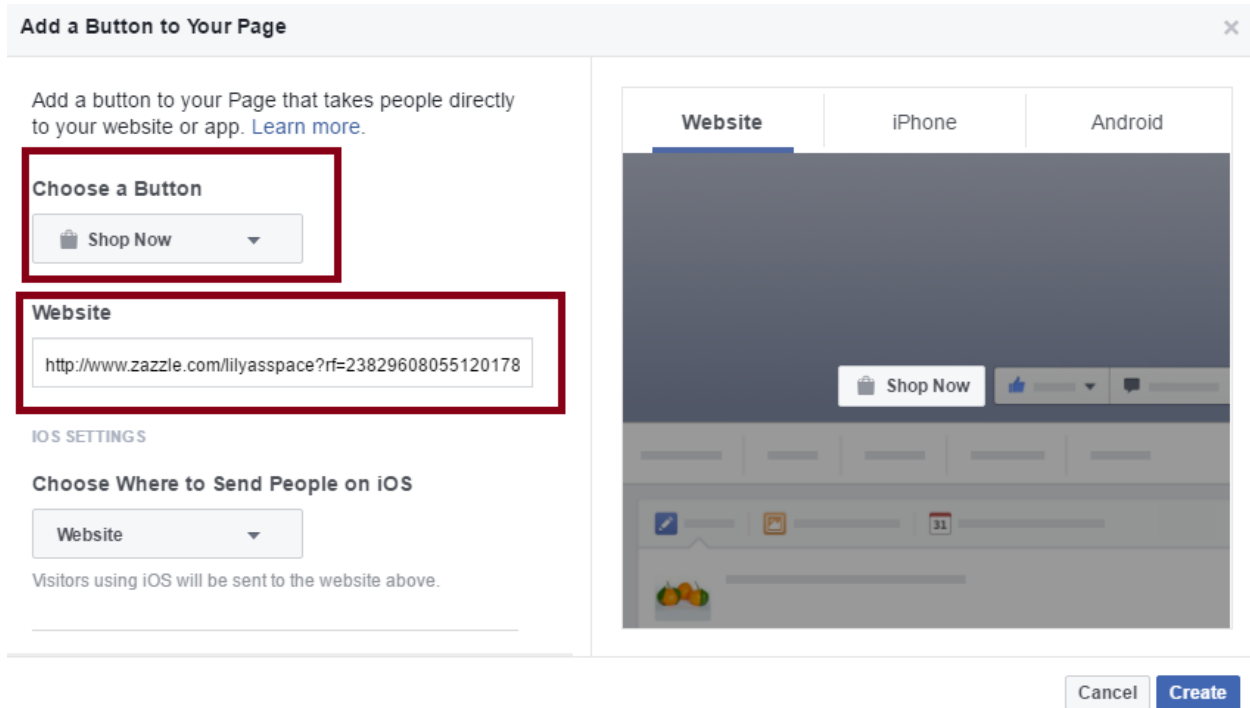 Add a Button to Your Page
Add a button to your Page that takes people directly
to your website or app. Learn more.
Choose a Button
Shop Now
Website
http://www.zazzle.com/lilyasspace?rf=23829608055120178
IOS SETTINGS
Choose Where to Send People on iOS
Website
Visitors using iOS will be sent to the website above.
Website iPhone Android
Shop Now
31
Cancel Create